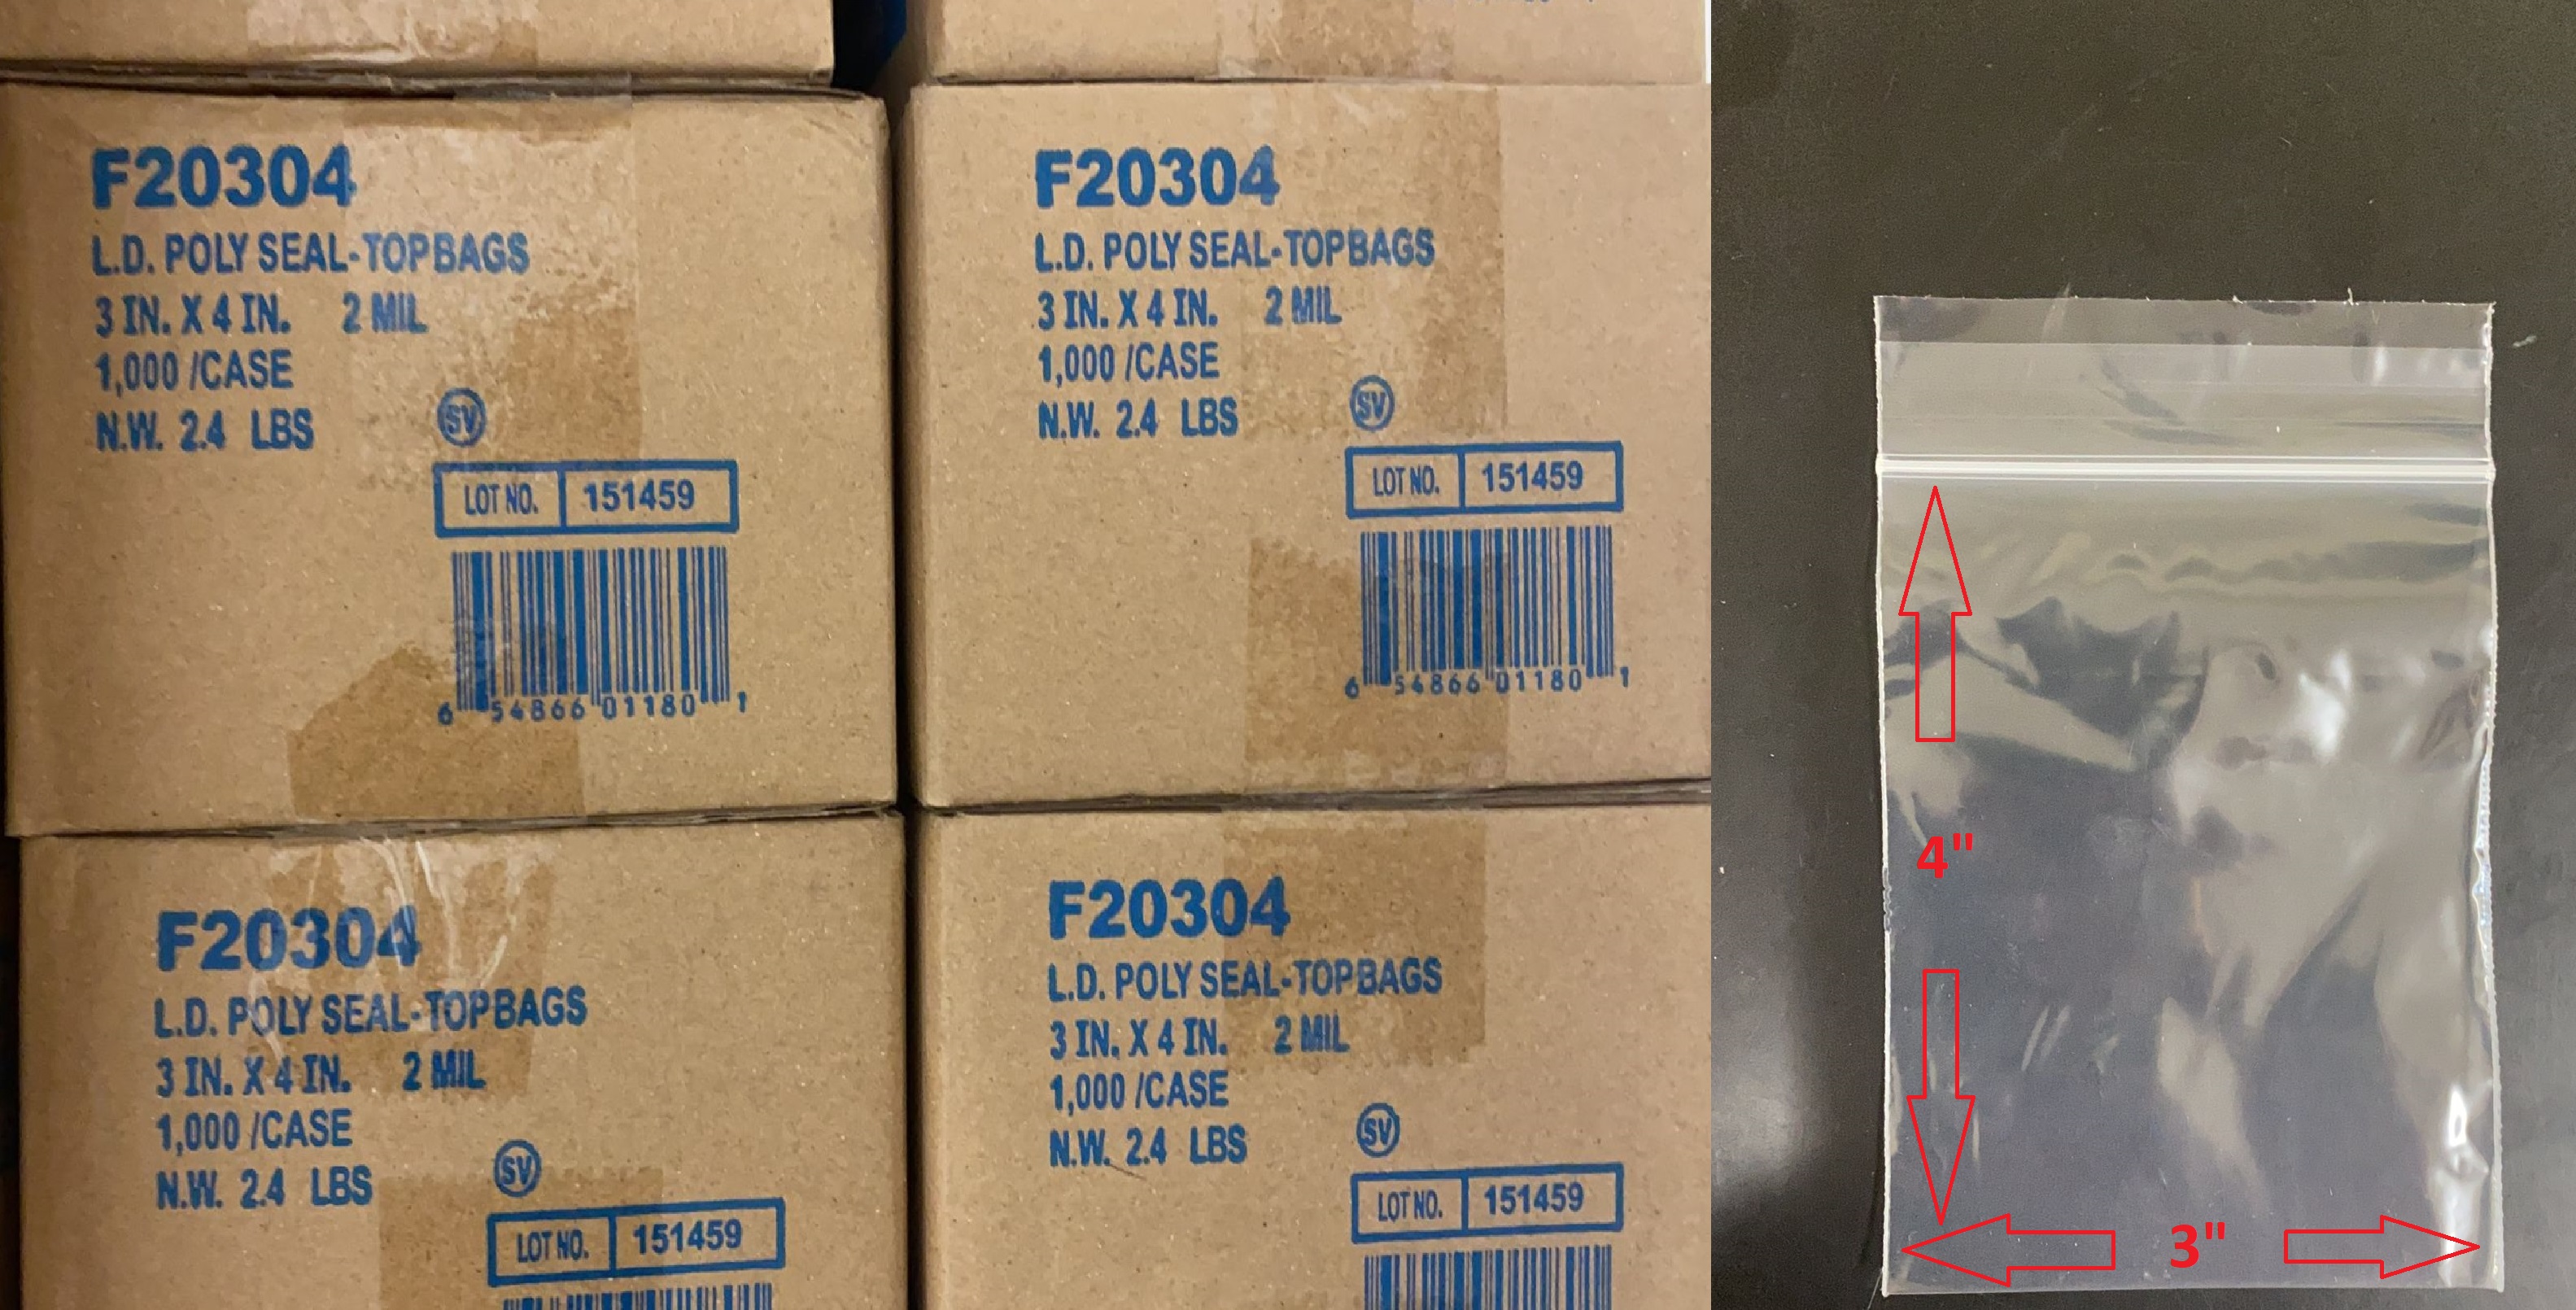 F20304
L.D. POLY SEAL-TOPBAGS
3 IN. X 4 IN. 2 MIL
1,000 /CASE
N.W. 2.4 LBS
SV
LOT NO. 151459
6 54866 01180 1
F20304
L.D. POLY SEAL-TOPBAGS
3 IN. X 4 IN. 2 MIL
1,000 /CASE
N.W. 2.4 LBS
SV
LOT NO. 151459
6 54866 01180 1
F20304
L.D. POLY SEAL-TOPBAGS
3 IN. X 4 IN. 2 MIL
1,000 /CASE
N.W. 2.4 LBS
SV
LOT NO. 151459
F20304
L.D. POLY SEAL-TOPBAGS
3 IN. X 4 IN. 2 MIL
1,000 /CASE
N.W. 2.4 LBS
SV
LOT NO. 151459
4"
3"